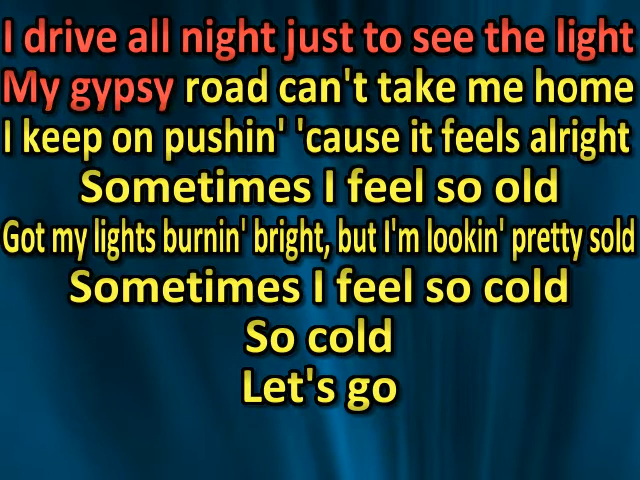 I drive all night just to see the light
My gypsy road can't take me home
I keep on pushin' 'cause it feels alright
Sometimes I feel so old
Got my lights burnin' bright, but I'm lookin' pretty sold
Sometimes I feel so cold
So cold
Let's go